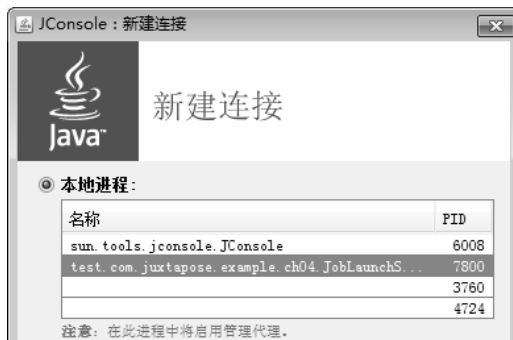 JConsole：新建连接
Java™
新建连接
本地进程:
名称 PID
sun.tools.jconsole.JConsole 6008
test.com.juxtapose.example.ch04.JobLaunchS... 7800
3760
4724
注意: 在此进程中将启用管理代理。